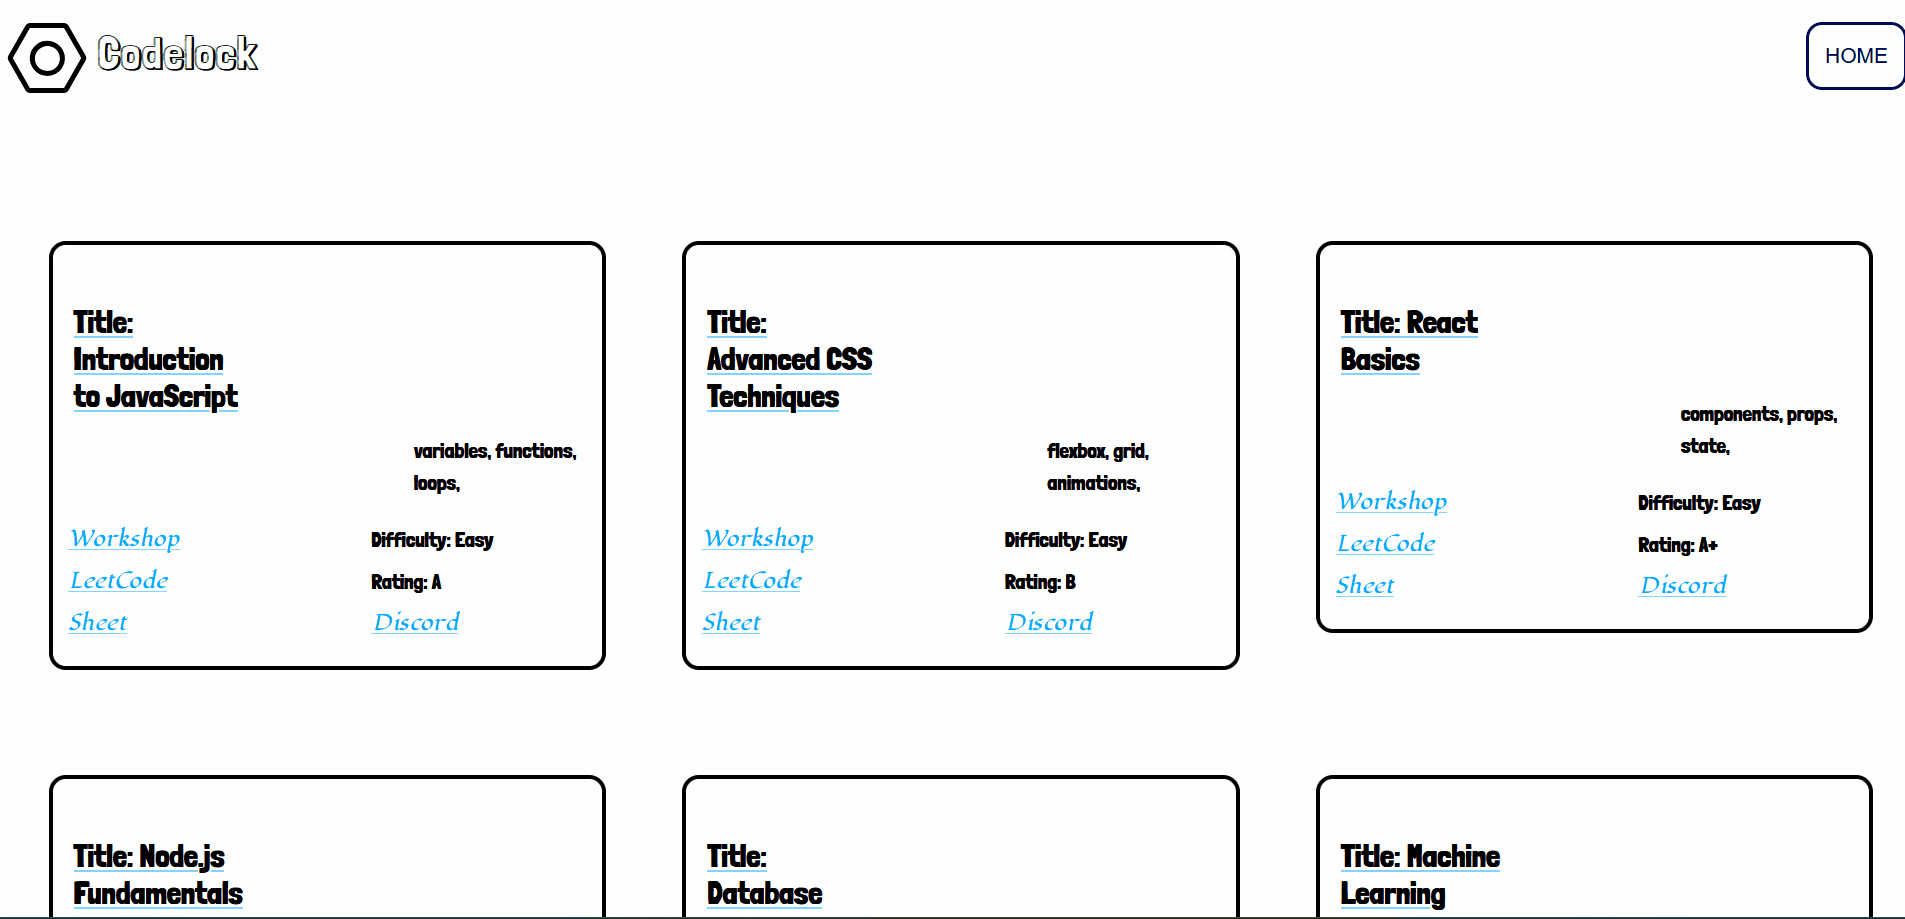 Codelock
HOME
Title:
Introduction
to JavaScript
variables, functions,
loops,
Workshop
Difficulty: Easy
LeetCode
Rating: A
Sheet
Discord
Title:
Advanced CSS
Techniques
flexbox, grid,
animations,
Workshop
Difficulty: Easy
LeetCode
Rating: B
Sheet
Discord
Title: React
Basics
components, props,
state,
Workshop
Difficulty: Easy
LeetCode
Rating: A+
Sheet
Discord
Title: Node.js
Fundamentals
Title:
Database
Title: Machine
Learning